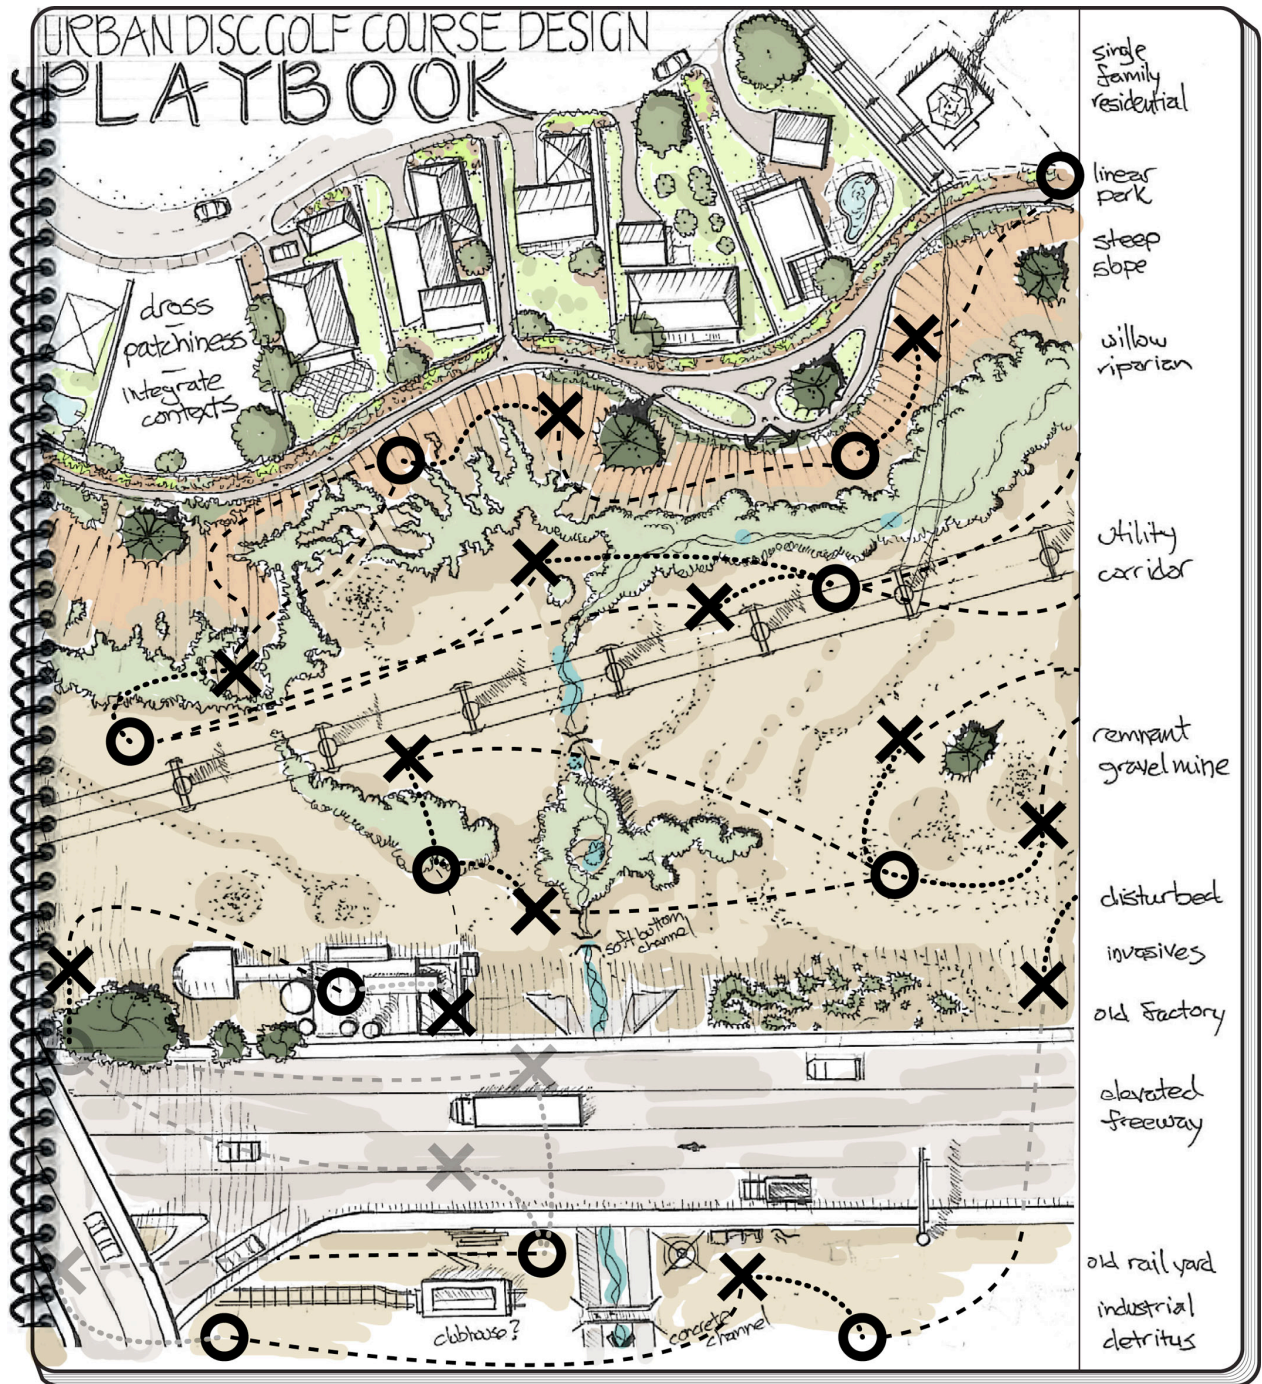 URBAN DISC GOLF COURSE DESIGN
PLAYBOOK
dross
–
patchiness
–
integrate
contexts
single
family
residential
linear
park
steep
slope
willow
riparian
utility
corridor
remnant
gravel mine
disturbed
invasives
soft bottom
channel
old factory
elevated
freeway
old rail yard
industrial
detritus
clubhouse?
concrete
channel